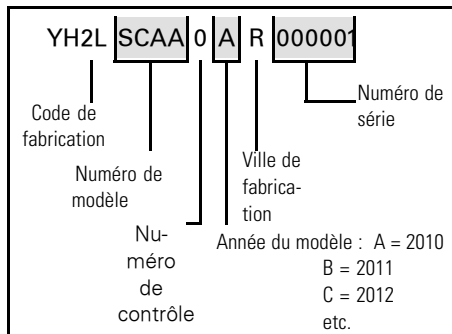 YH2L SCAA 0 A R 000001
Code de
fabrication
Numéro de
modèle
Nu-
méro
de
contrôle
Année du modèle : A = 2010
B = 2011
C = 2012
etc.
Ville de
fabrica-
tion
Numéro de
série